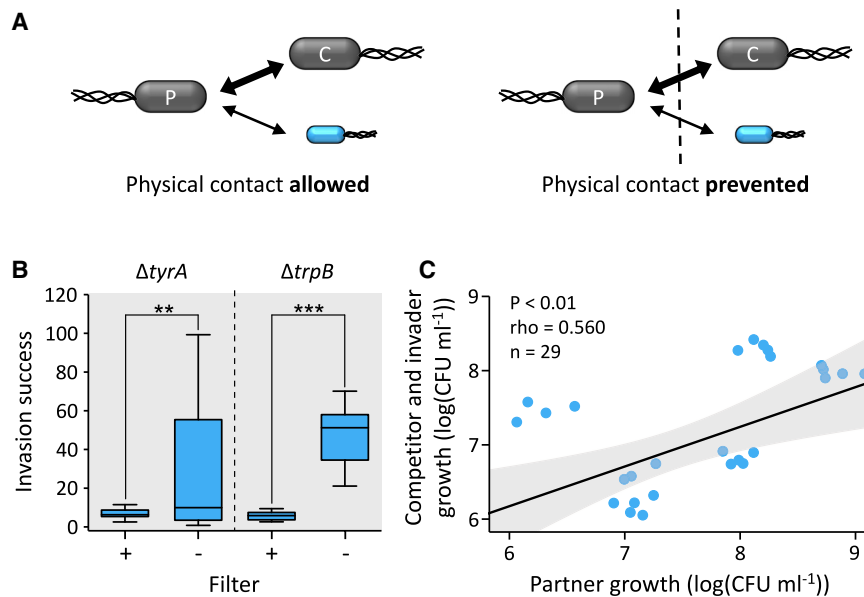 A
P
C
P
C
Physical contact allowed
Physical contact prevented
B
ΔtyrA
ΔtrpB
120
100
80
60
40
20
0
**
***
Invasion success
+
-
+
-
Filter
C
P < 0.01
rho = 0.560
n = 29
9
8
7
6
Competitor and invader
growth (log(CFU ml⁻¹))
6
7
8
9
Partner growth (log(CFU ml⁻¹))